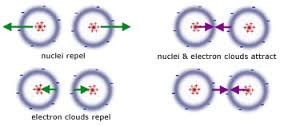 nuclei repel
nuclei & electron clouds attract
electron clouds repel